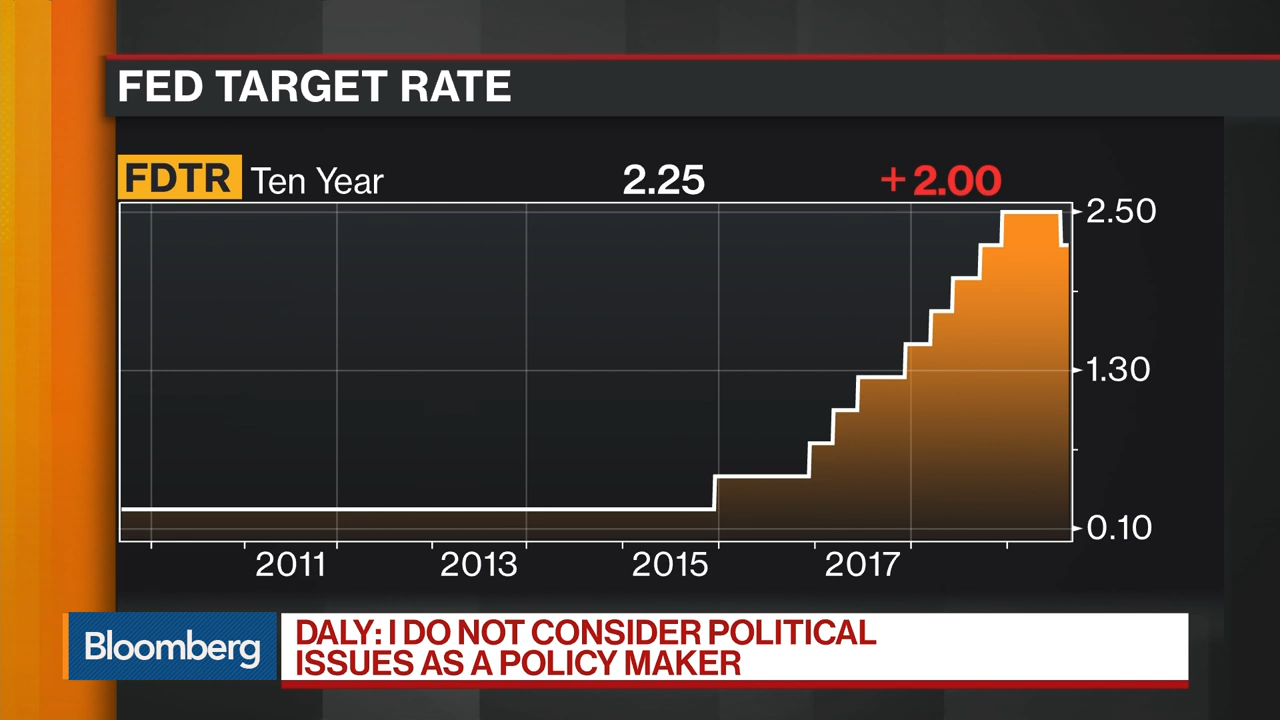 FED TARGET RATE
FDTR Ten Year 2.25 +2.00
2.50
1.30
0.10
2011 2013 2015 2017
Bloomberg
DALY: I DO NOT CONSIDER POLITICAL
ISSUES AS A POLICY MAKER